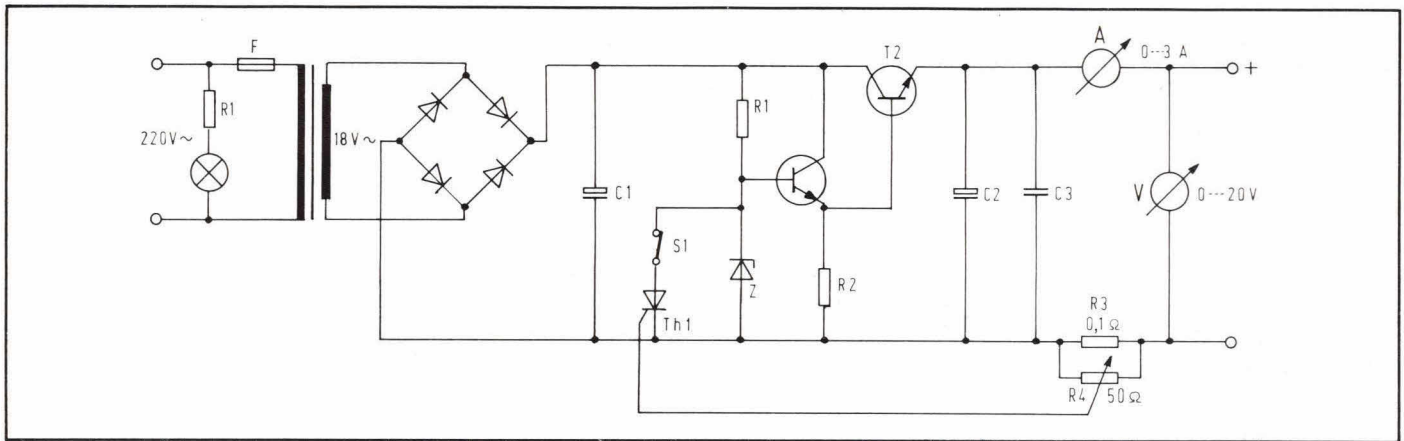 F
R1
220V~
18V~
C1
R1
S1
Th1
Z
R2
T2
C2
C3
A
0---3 A
+
V
0---20V
R3
0,1 Ω
R4
50Ω